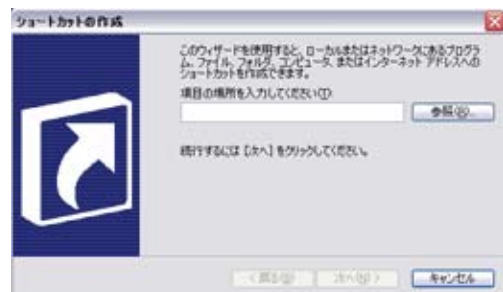 ショートカットの作成
このウィザードを使用すると、ローカルまたはネットワークにあるプログラ
ム、ファイル、フォルダ、コンピュータ、またはインターネット アドレスへの
ショートカットを作成できます。
項目の場所を入力してください(T):
参照(R)...
続行するには [次へ] をクリックしてください。
< 戻る(B)
次へ(N) >
キャンセル